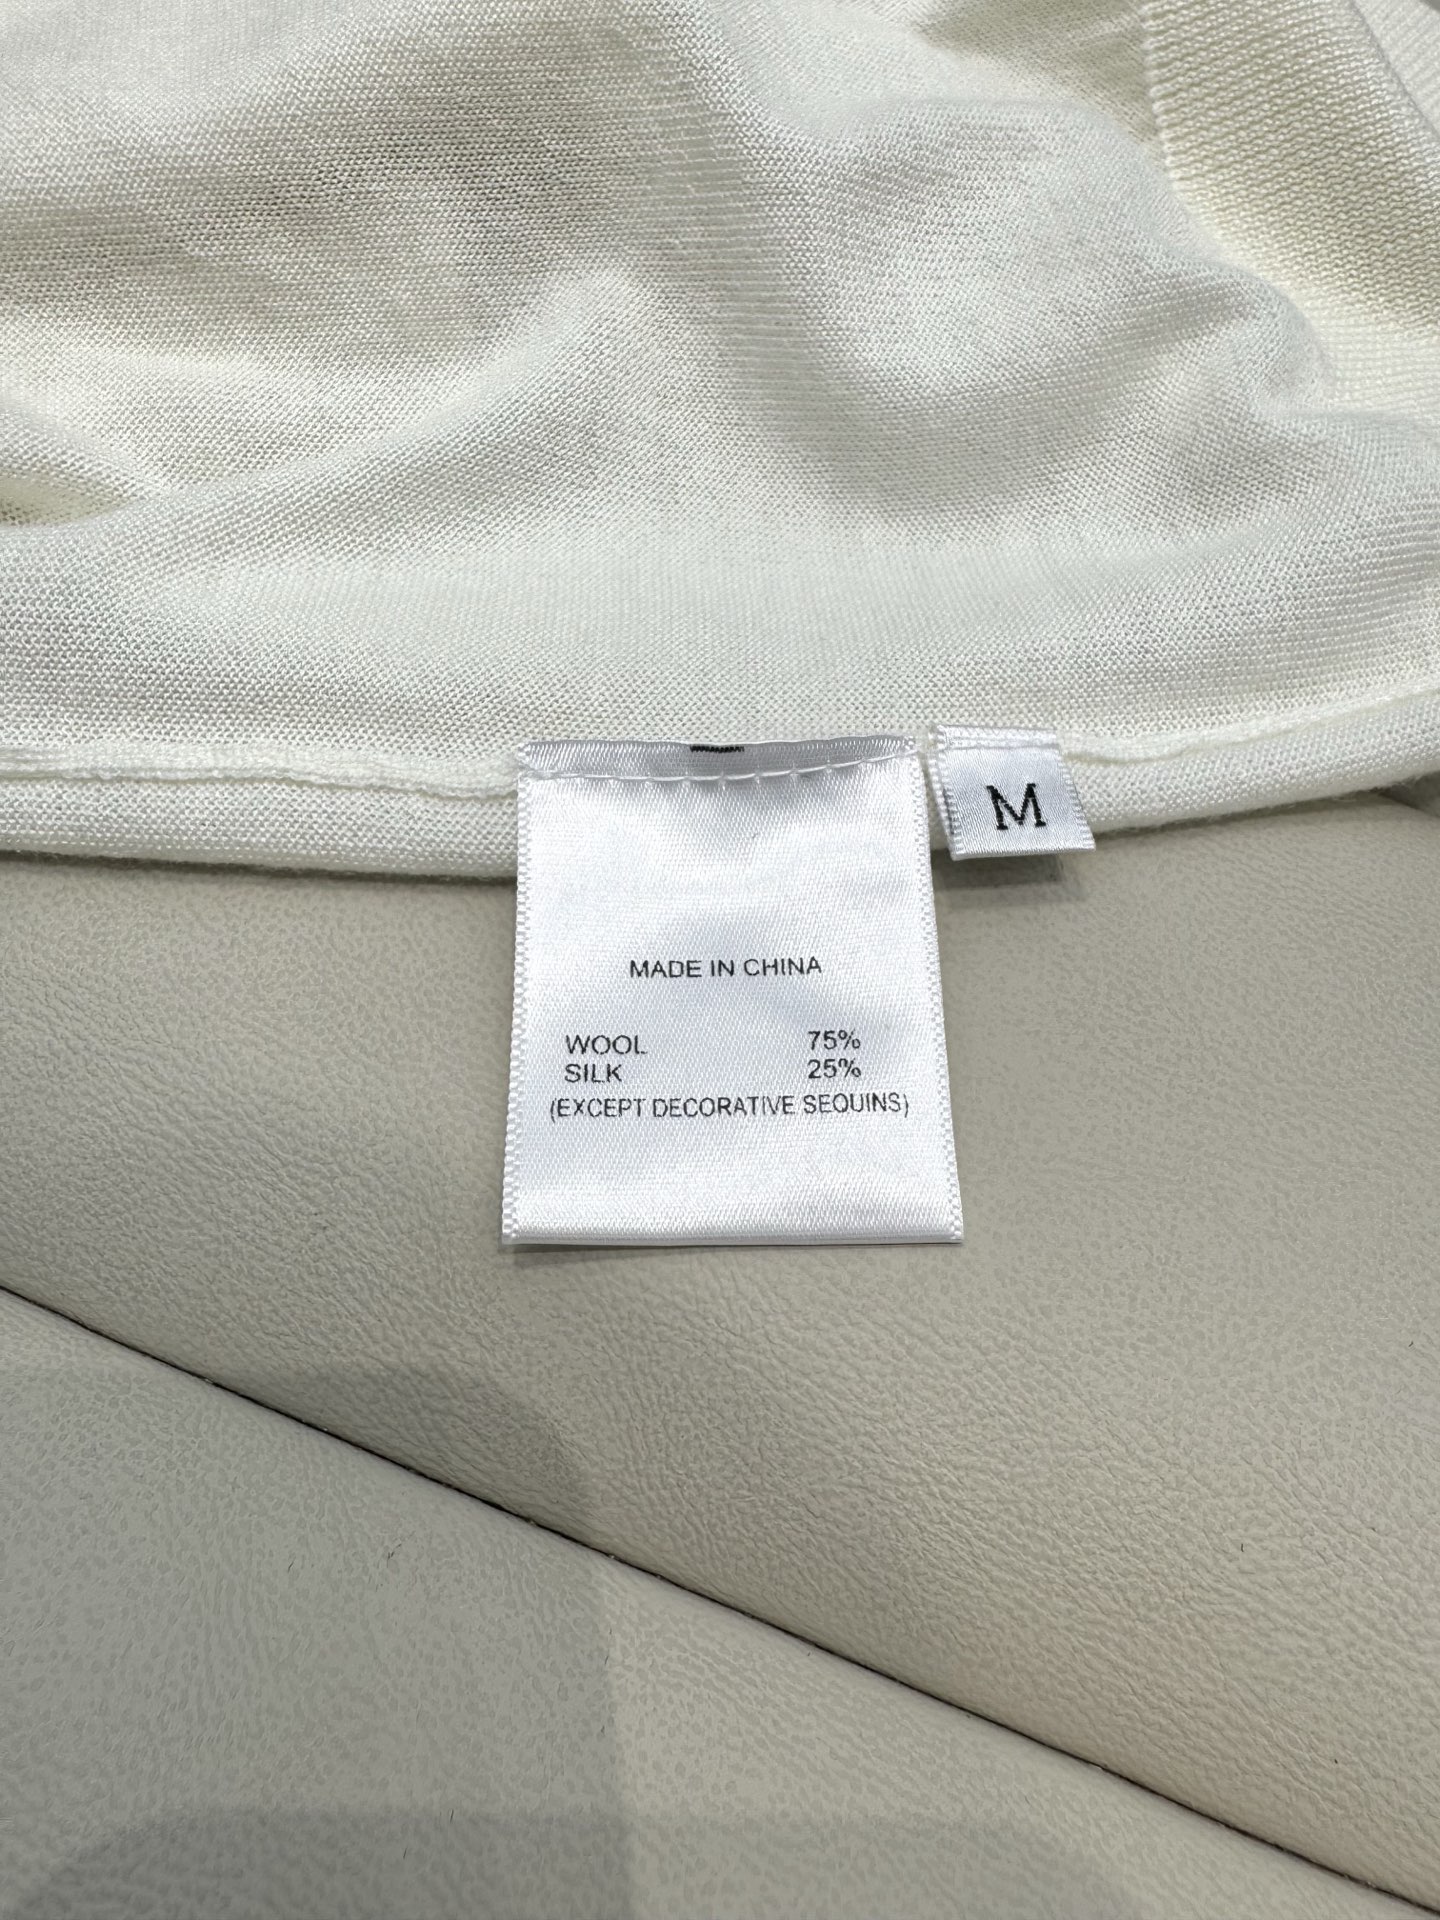 M
MADE IN CHINA
WOOL 75%
SILK 25%
(EXCEPT DECORATIVE SEQUINS)